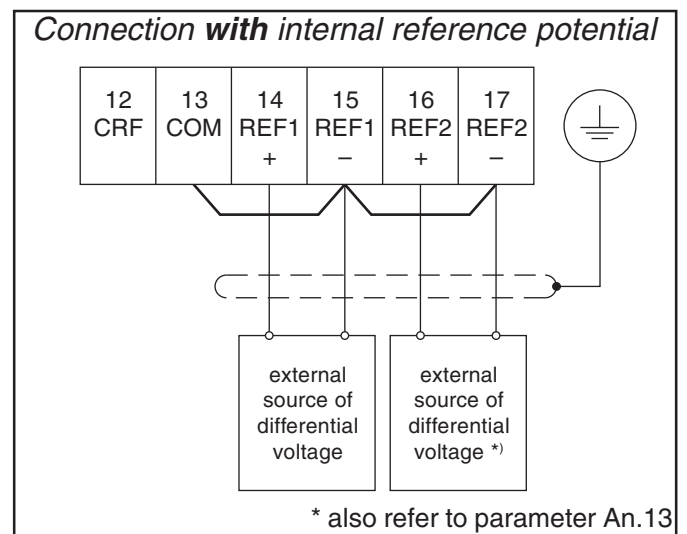 Connection with internal reference potential
12 13 14 15 16 17
CRF COM REF1 REF1 REF2 REF2
+ – + –
external
source of
differential
voltage
external
source of
differential
voltage *)
* also refer to parameter An.13